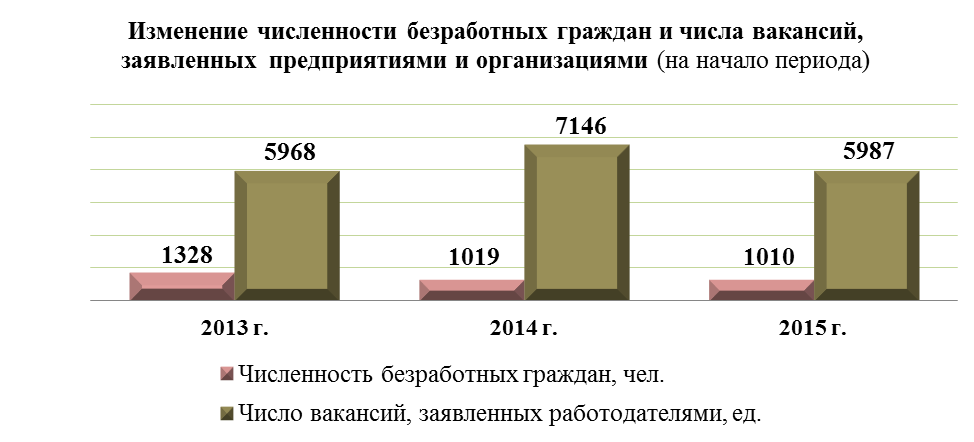 Изменение численности безработных граждан и числа вакансий,
заявленных предприятиями и организациями (на начало периода)
7146
5968
5987
1328
1019
1010
2013 г.
2014 г.
2015 г.
Численность безработных граждан, чел.
Число вакансий, заявленных работодателями, ед.